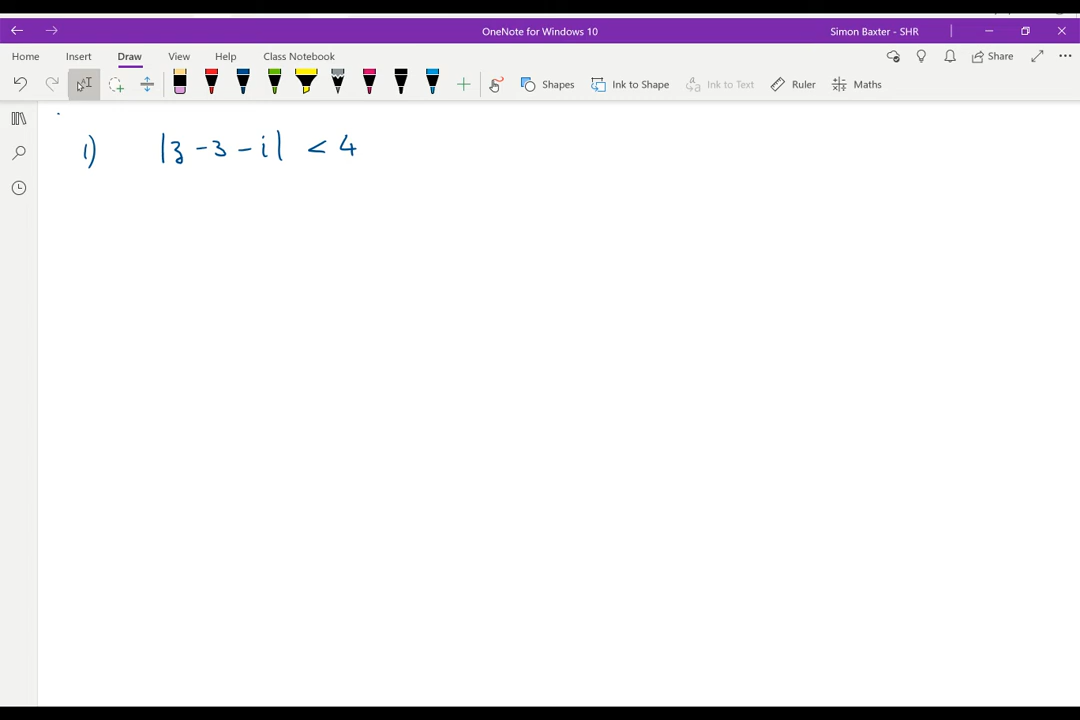 OneNote for Windows 10
Simon Baxter - SHR
Home Insert Draw View Help Class Notebook
Share
Shapes Ink to Shape Ink to Text Ruler Maths
1) |z - 3 - i| < 4